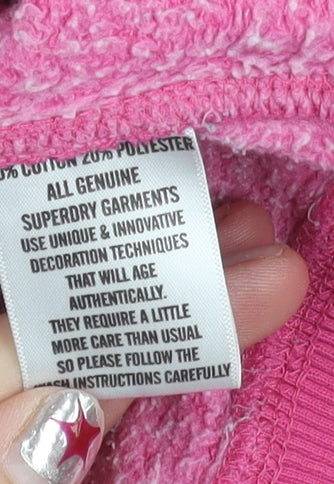 0% COTTON 20% POLYESTER
ALL GENUINE
SUPERDRY GARMENTS
USE UNIQUE & INNOVATIVE
DECORATION TECHNIQUES
THAT WILL AGE
AUTHENTICALLY.
THEY REQUIRE A LITTLE
MORE CARE THAN USUAL
SO PLEASE FOLLOW THE
WASH INSTRUCTIONS CAREFULLY